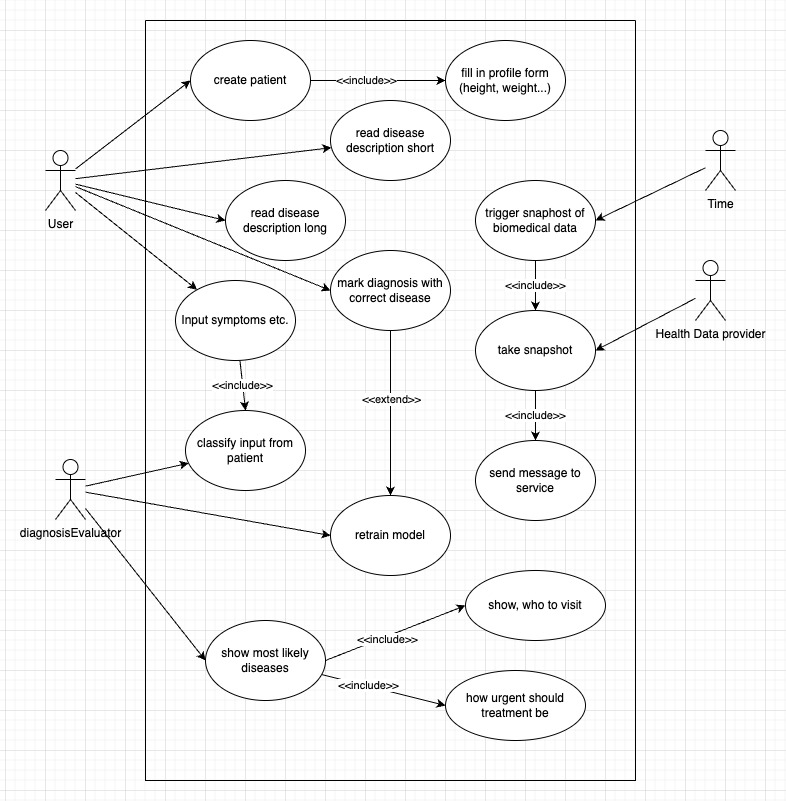 create patient
<<include>>
fill in profile form
(height, weight...)
read disease
description short
User
read disease
description long
trigger snaphost of
biomedical data
Time
mark diagnosis with
correct disease
<<include>>
Input symptoms etc.
Health Data provider
take snapshot
<<include>>
<<extend>>
<<include>>
classify input from
patient
send message to
service
diagnosisEvaluator
retrain model
show, who to visit
<<include>>
show most likely
diseases
<<include>>
how urgent should
treatment be